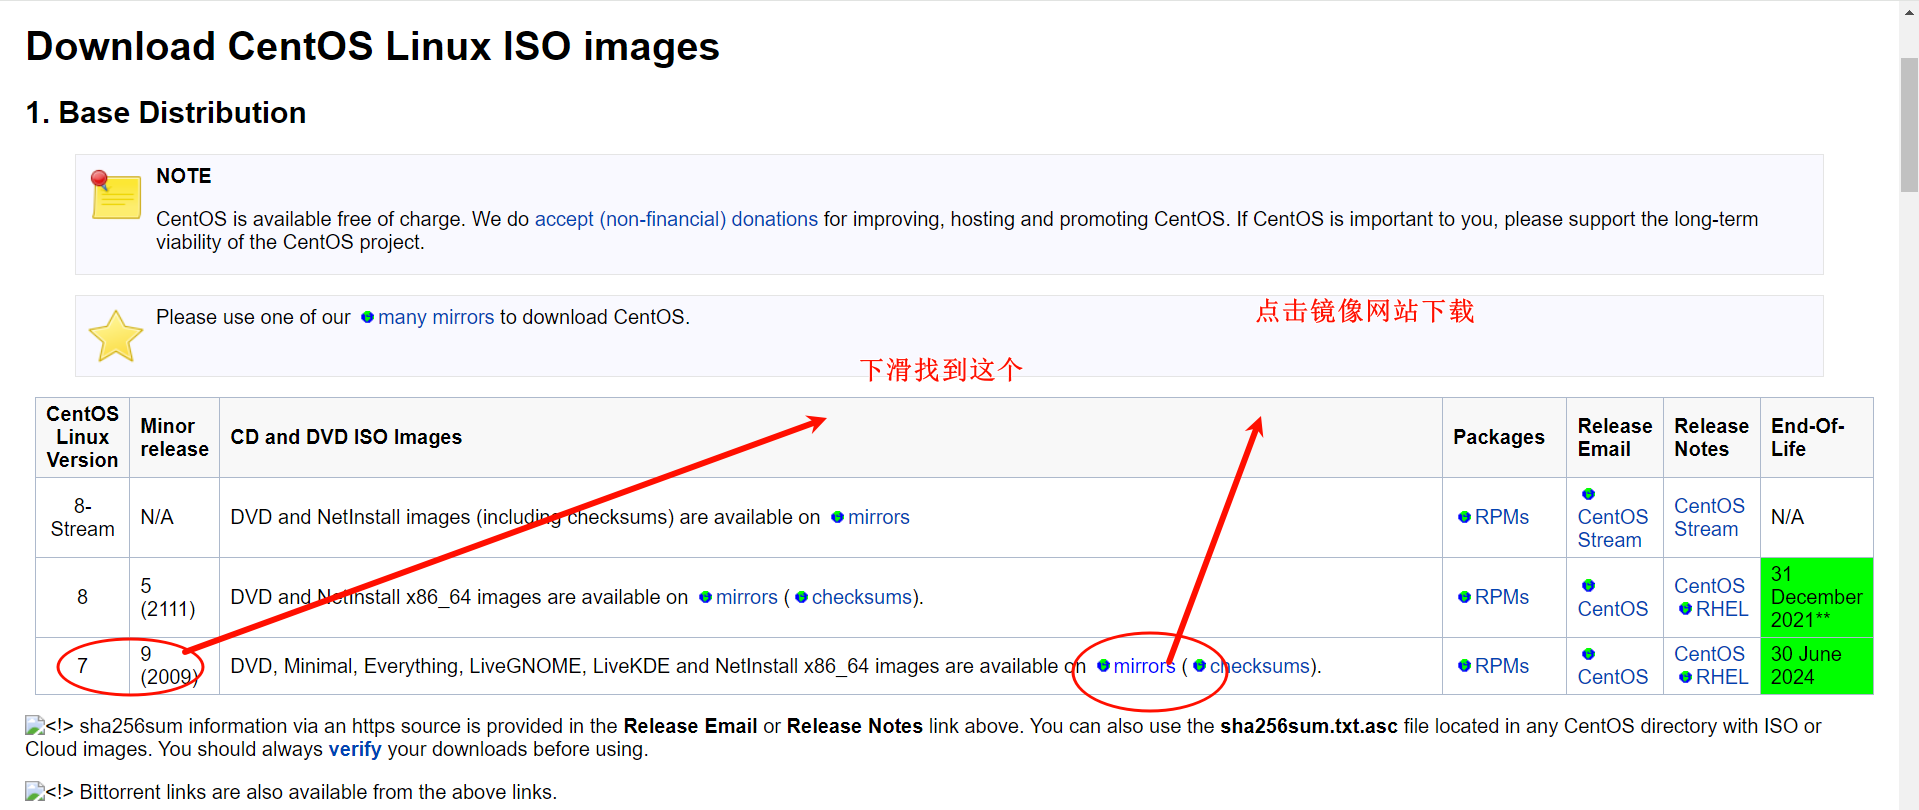 Download CentOS Linux ISO images
1. Base Distribution
NOTE
CentOS is available free of charge. We do accept (non-financial) donations for improving, hosting and promoting CentOS. If CentOS is important to you, please support the long-term
viability of the CentOS project.
Please use one of our many mirrors to download CentOS.
点击镜像网站下载
下滑找到这个
CentOS Linux Version
Minor release
CD and DVD ISO Images
Packages
Release Email
Release Notes
End-Of-Life
8-Stream
N/A
DVD and NetInstall images (including checksums) are available on mirrors
RPMs
CentOS Stream
CentOS Stream
N/A
8
5 (2111)
DVD and NetInstall x86_64 images are available on mirrors ( checksums).
RPMs
CentOS
CentOS RHEL
31 December 2021**
7
9 (2009)
DVD, Minimal, Everything, LiveGNOME, LiveKDE and NetInstall x86_64 images are available on mirrors ( checksums).
RPMs
CentOS
CentOS RHEL
30 June 2024
<!> sha256sum information via an https source is provided in the Release Email or Release Notes link above. You can also use the sha256sum.txt.asc file located in any CentOS directory with ISO or
Cloud images. You should always verify your downloads before using.
<!> Bittorrent links are also available from the above links.